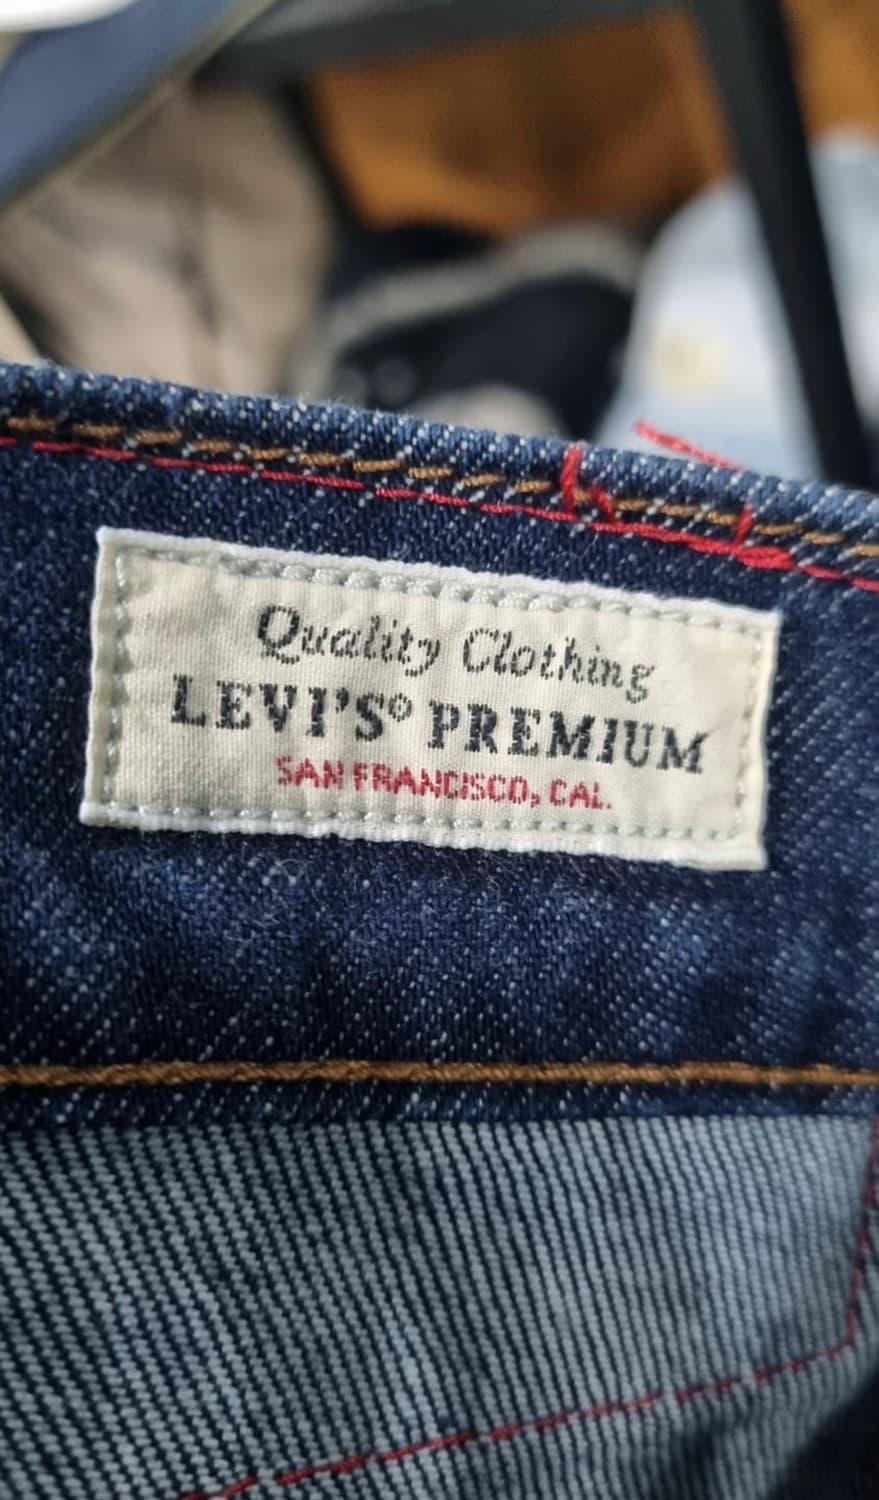 Quality Clothing
LEVI'S® PREMIUM
SAN FRANCISCO, CAL.